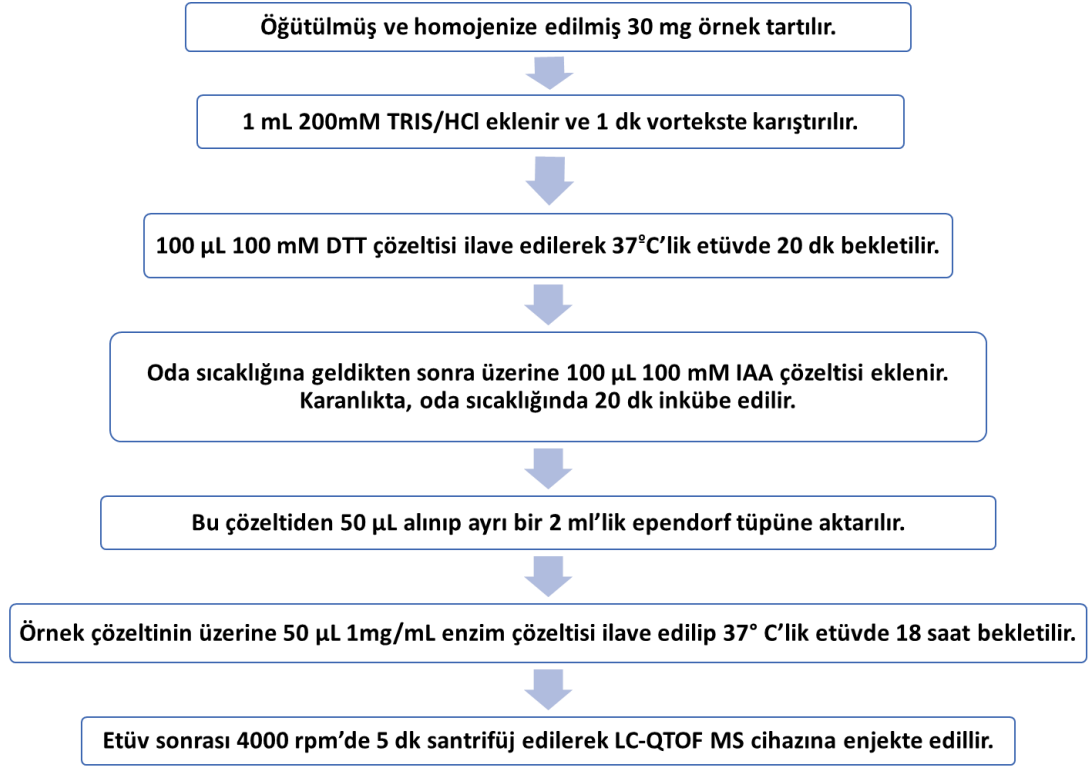 Öğütülmüş ve homojenize edilmiş 30 mg örnek tartılır.
1 mL 200mM TRIS/HCl eklenir ve 1 dk vortekste karıştırılır.
100 µL 100 mM DTT çözeltisi ilave edilerek 37ºC’lik etüvde 20 dk bekletilir.
Oda sıcaklığına geldikten sonra üzerine 100 µL 100 mM IAA çözeltisi eklenir.
Karanlıkta, oda sıcaklığında 20 dk inkübe edilir.
Bu çözeltiden 50 µL alınıp ayrı bir 2 ml’lik ependorf tüpüne aktarılır.
Örnek çözeltinin üzerine 50 µL 1mg/mL enzim çözeltisi ilave edilip 37° C’lik etüvde 18 saat bekletilir.
Etüv sonrası 4000 rpm’de 5 dk santrifüj edilerek LC-QTOF MS cihazına enjekte edillir.